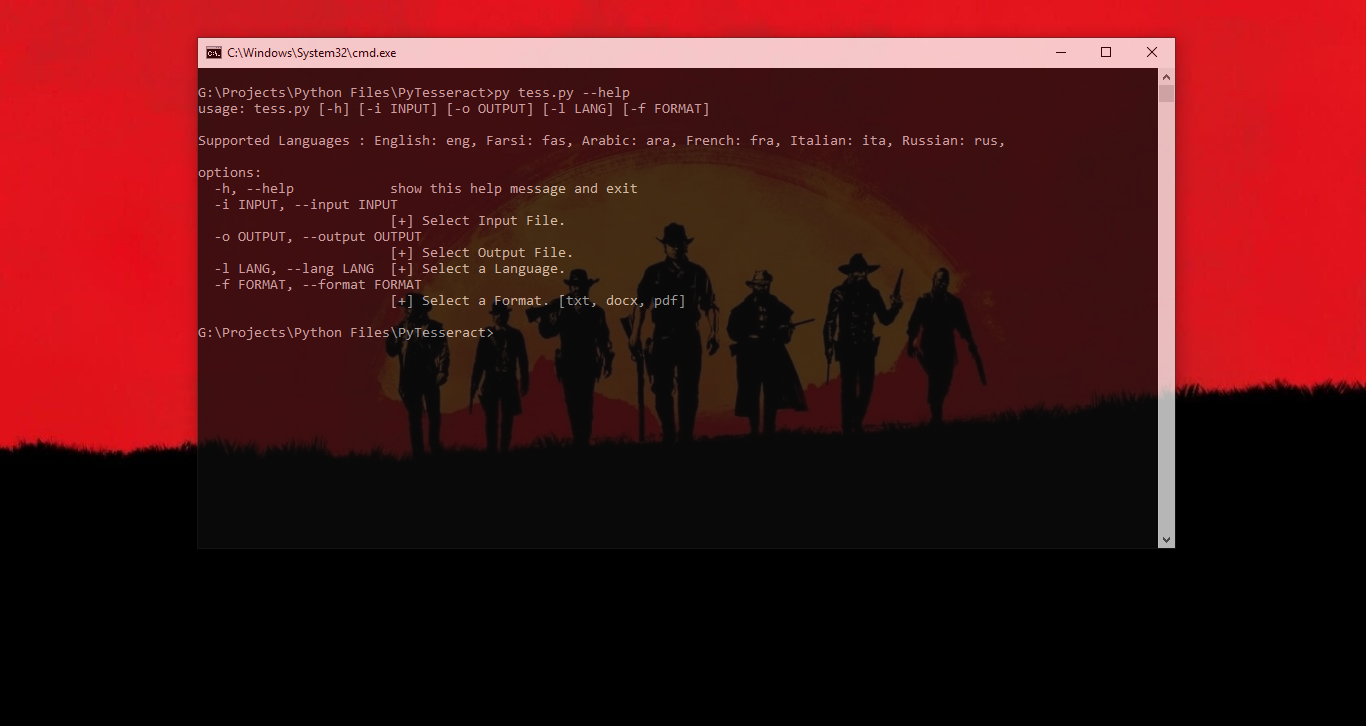 C:\Windows\System32\cmd.exe
G:\Projects\Python Files\PyTesseract>py tess.py --help
usage: tess.py [-h] [-i INPUT] [-o OUTPUT] [-l LANG] [-f FORMAT]
Supported Languages : English: eng, Farsi: fas, Arabic: ara, French: fra, Italian: ita, Russian: rus,
options:
  -h, --help            show this help message and exit
  -i INPUT, --input INPUT
                        [+] Select Input File.
  -o OUTPUT, --output OUTPUT
                        [+] Select Output File.
  -l LANG, --lang LANG  [+] Select a Language.
  -f FORMAT, --format FORMAT
                        [+] Select a Format. [txt, docx, pdf]
G:\Projects\Python Files\PyTesseract>